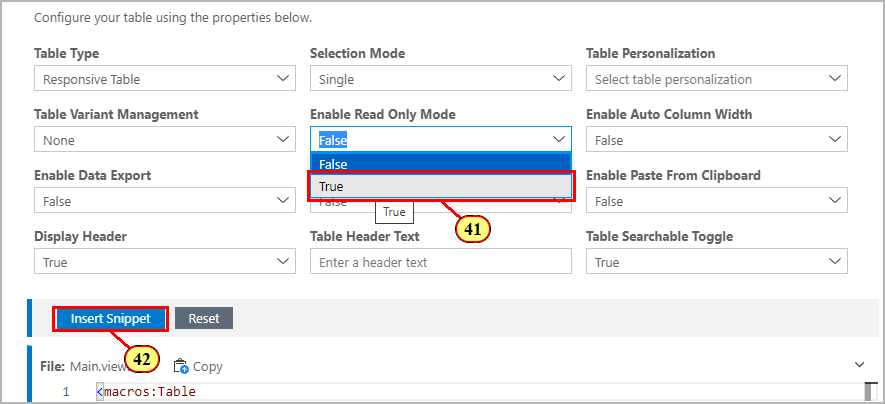 Configure your table using the properties below.
Table Type Selection Mode Table Personalization
Responsive Table Single Select table personalization
Table Variant Management Enable Read Only Mode Enable Auto Column Width
None False False
False
Enable Data Export True Enable Paste From Clipboard
False False False
True
41
Display Header Table Header Text Table Searchable Toggle
True Enter a header text True
Insert Snippet Reset
42
File: Main.view. Copy
1 <macros:Table